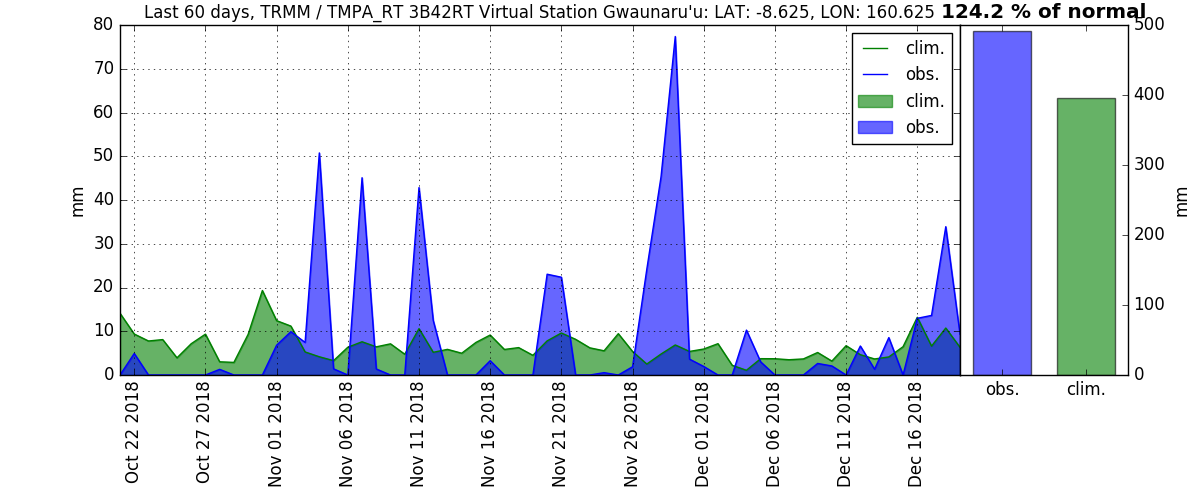 Last 60 days, TRMM / TMPA_RT 3B42RT Virtual Station Gwaunaru'u: LAT: -8.625, LON: 160.625 124.2 % of normal
80
70
60
50
40
30
20
10
0
mm
clim.
obs.
clim.
obs.
Oct 22 2018
Oct 27 2018
Nov 01 2018
Nov 06 2018
Nov 11 2018
Nov 16 2018
Nov 21 2018
Nov 26 2018
Dec 01 2018
Dec 06 2018
Dec 11 2018
Dec 16 2018
500
400
300
200
100
0
mm
obs.
clim.